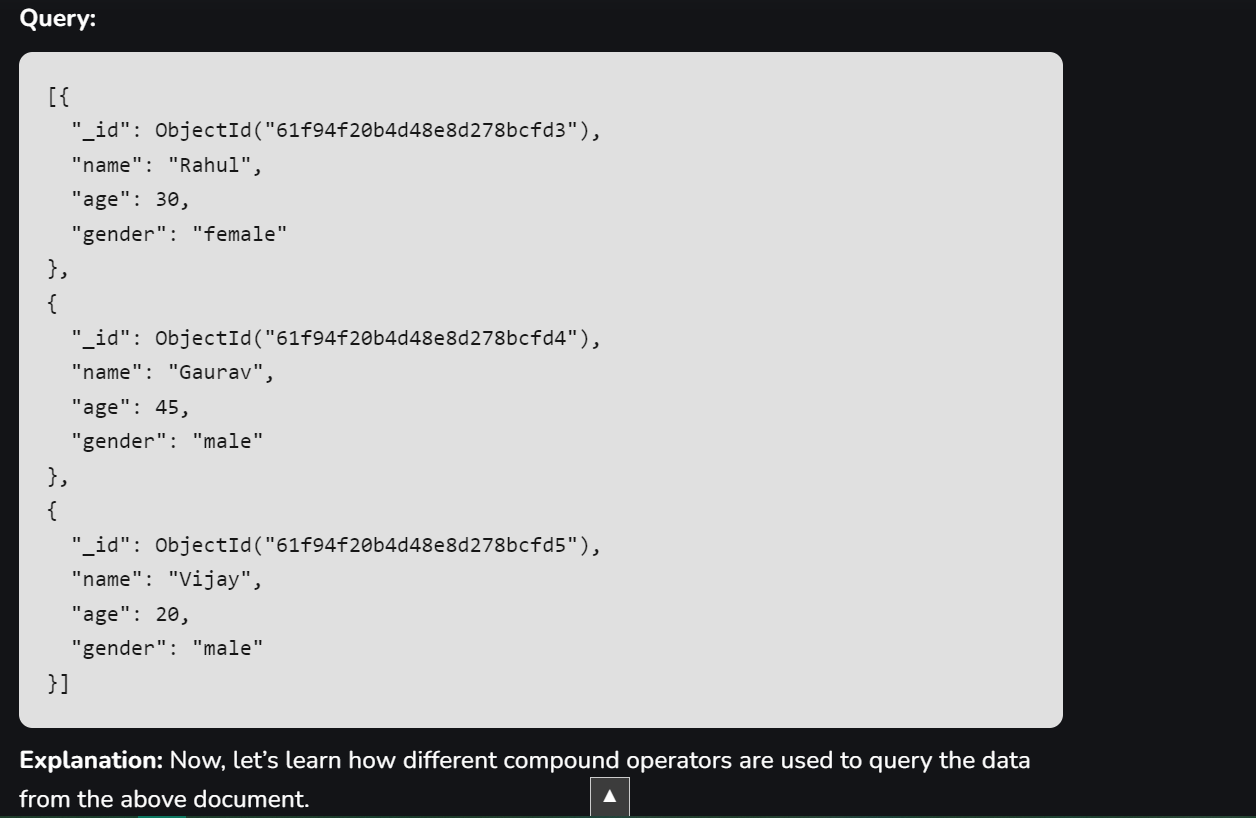 Query:
[{
"_id": ObjectId("61f94f20b4d48e8d278bcfd3"),
"name": "Rahul",
"age": 30,
"gender": "female"
},
{
"_id": ObjectId("61f94f20b4d48e8d278bcfd4"),
"name": "Gaurav",
"age": 45,
"gender": "male"
},
{
"_id": ObjectId("61f94f20b4d48e8d278bcfd5"),
"name": "Vijay",
"age": 20,
"gender": "male"
}]
Explanation: Now, let’s learn how different compound operators are used to query the data
from the above document.